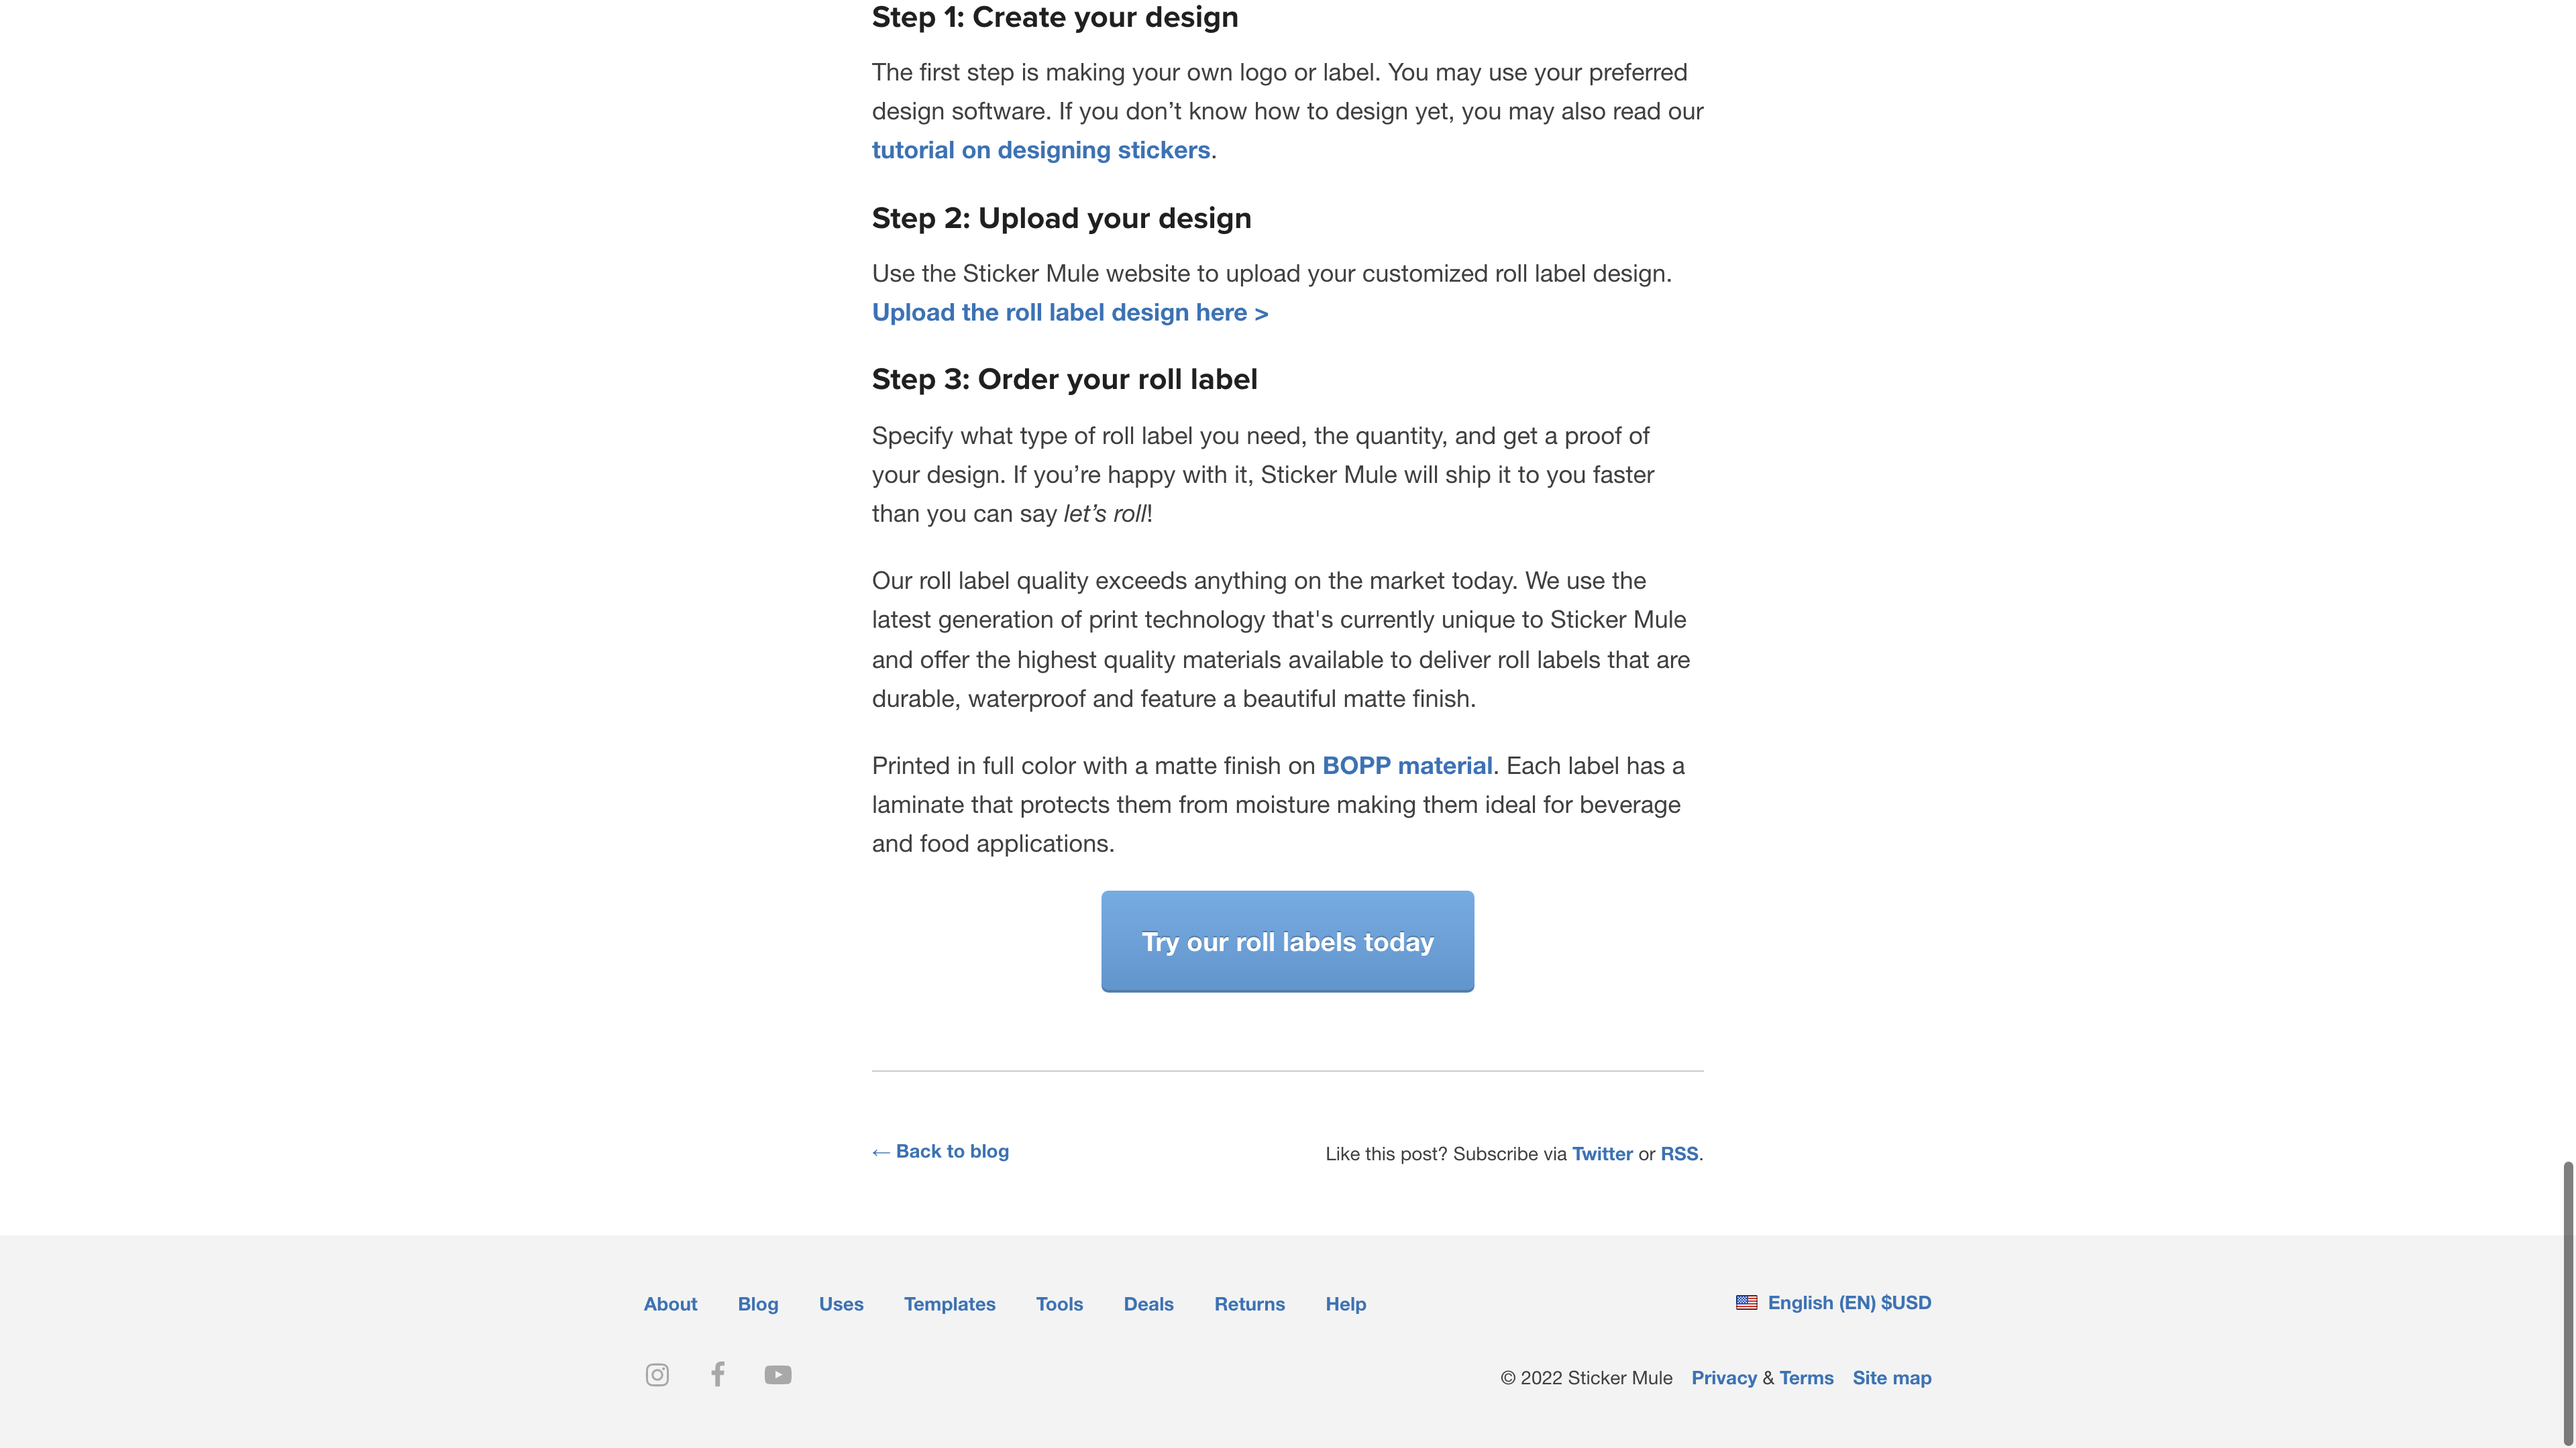 Step 1: Create your design
The first step is making your own logo or label. You may use your preferred
design software. If you don’t know how to design yet, you may also read our
tutorial on designing stickers.
Step 2: Upload your design
Use the Sticker Mule website to upload your customized roll label design.
Upload the roll label design here >
Step 3: Order your roll label
Specify what type of roll label you need, the quantity, and get a proof of
your design. If you’re happy with it, Sticker Mule will ship it to you faster
than you can say let’s roll!
Our roll label quality exceeds anything on the market today. We use the
latest generation of print technology that's currently unique to Sticker Mule
and offer the highest quality materials available to deliver roll labels that are
durable, waterproof and feature a beautiful matte finish.
Printed in full color with a matte finish on BOPP material. Each label has a
laminate that protects them from moisture making them ideal for beverage
and food applications.
Try our roll labels today
← Back to blog
Like this post? Subscribe via Twitter or RSS.
About Blog Uses Templates Tools Deals Returns Help
English (EN) $USD
© 2022 Sticker Mule Privacy & Terms Site map